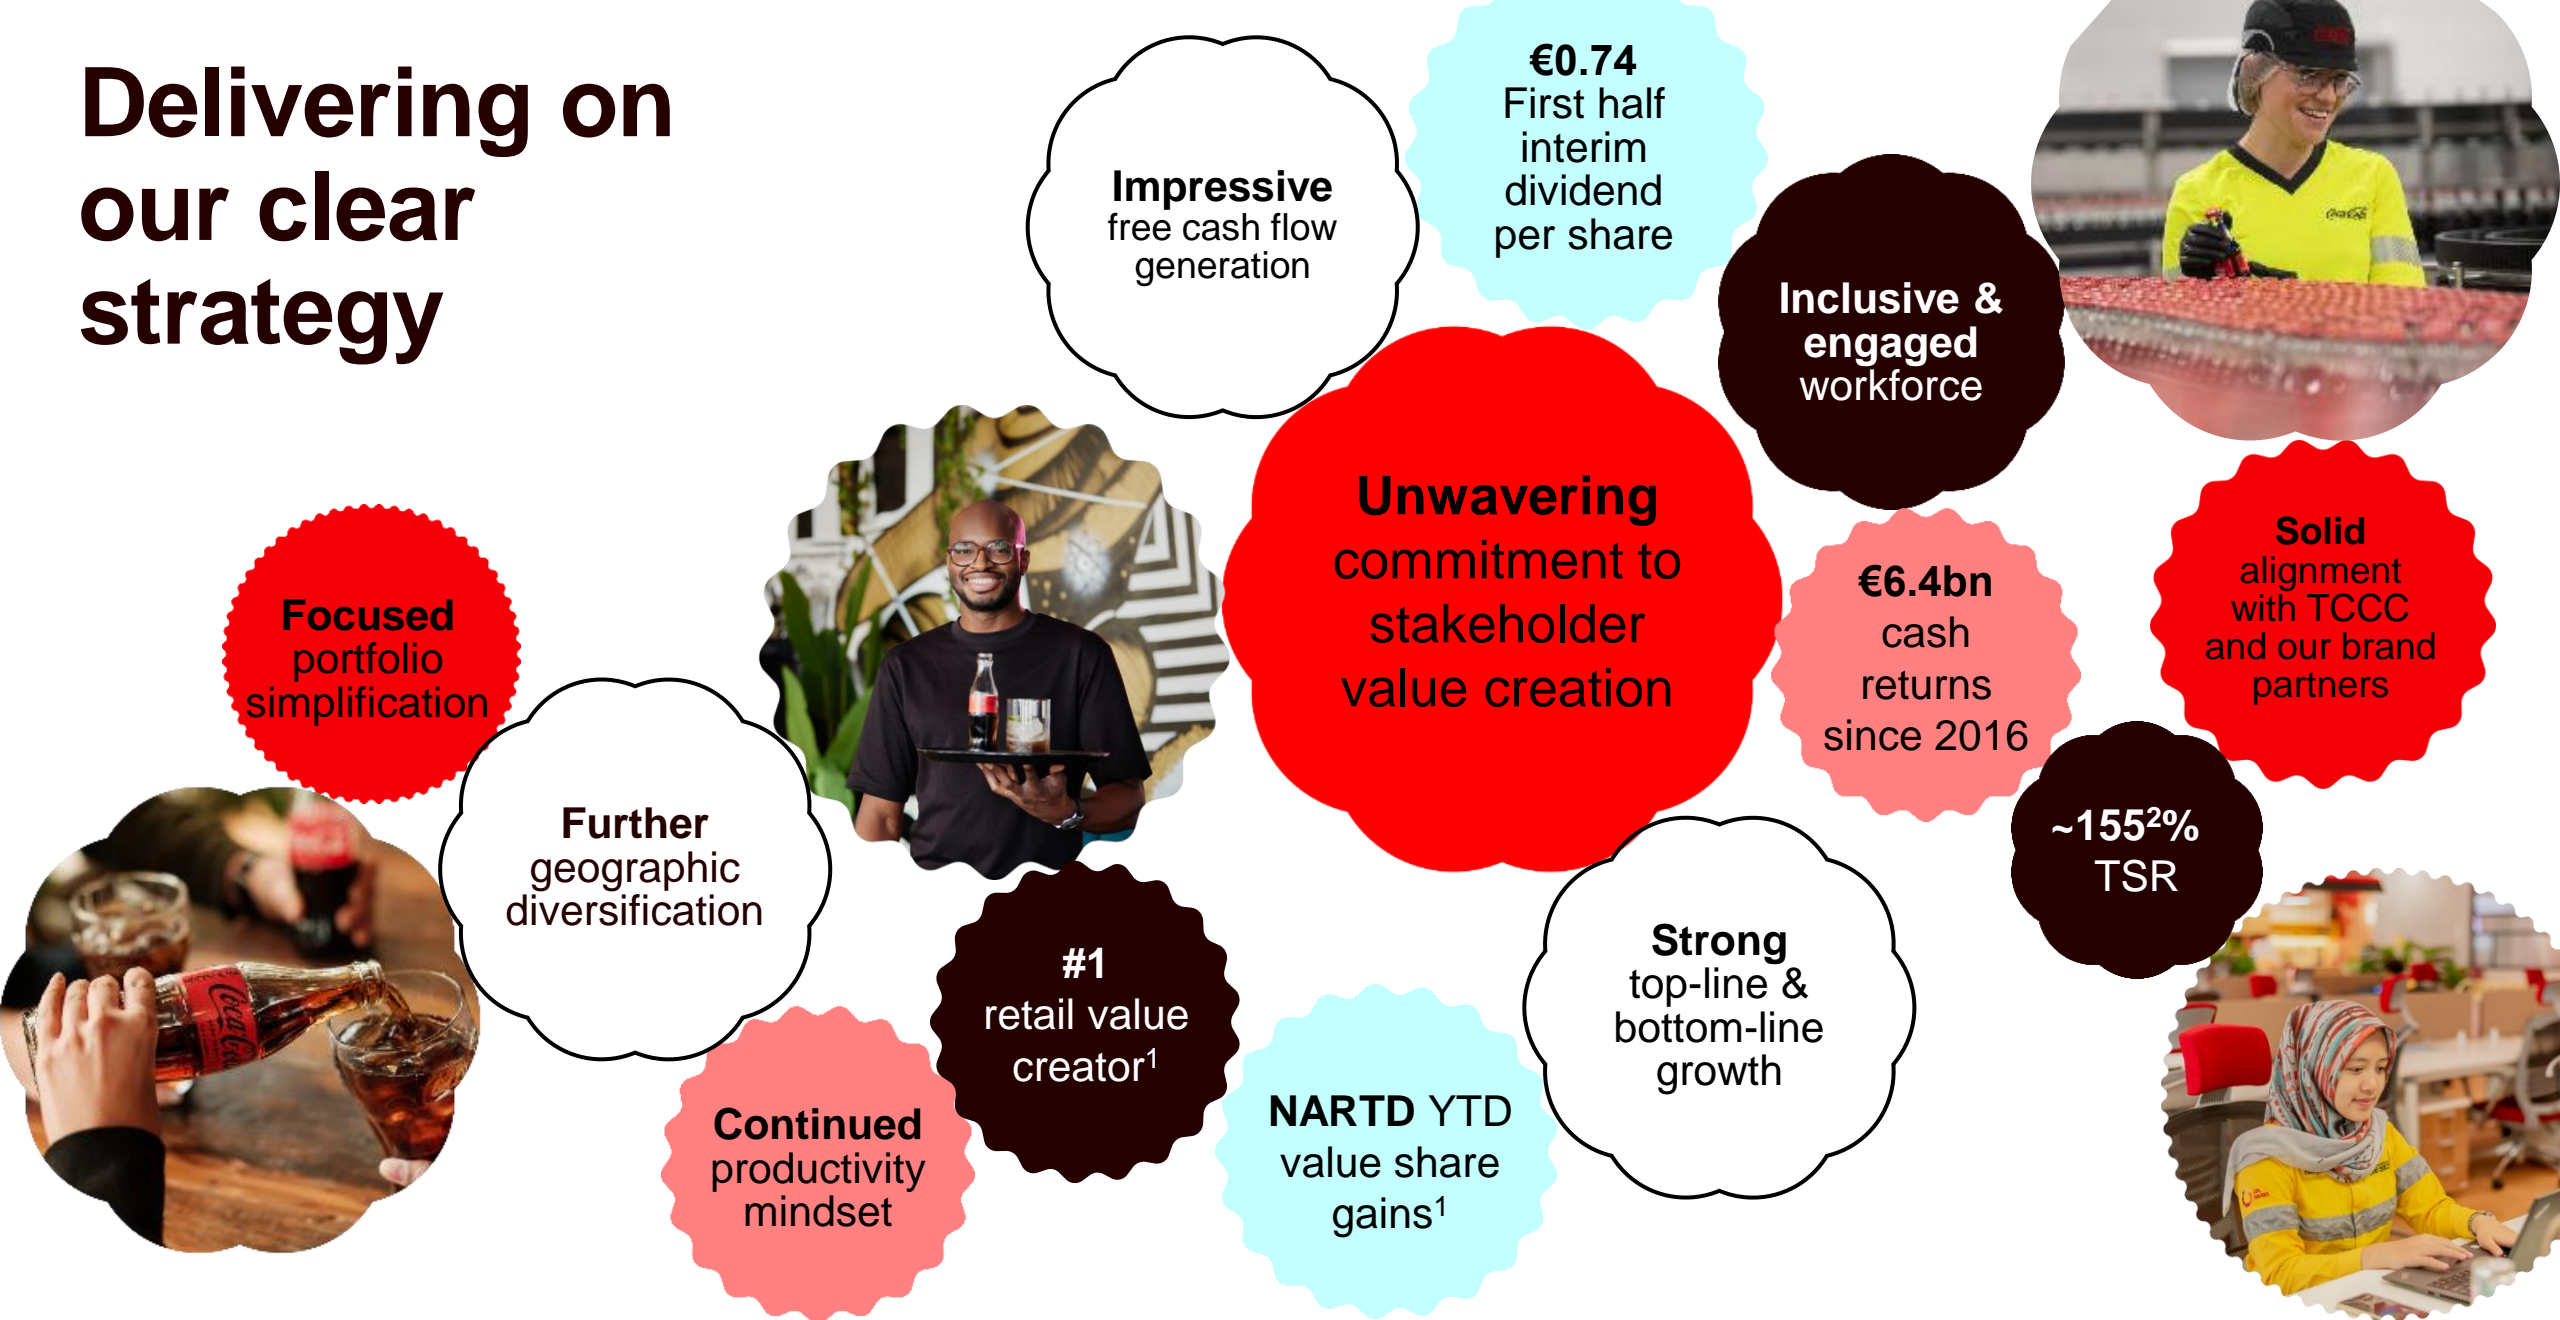 Delivering on
our clear
strategy
Impressive
free cash flow
generation
€0.74
First half
interim
dividend
per share
Inclusive &
engaged
workforce
Unwavering
commitment to
stakeholder
value creation
€6.4bn
cash
returns
since 2016
Solid
alignment
with TCCC
and our brand
partners
~155²%
TSR
Focused
portfolio
simplification
Further
geographic
diversification
#1
retail value
creator¹
Continued
productivity
mindset
NARTD YTD
value share
gains¹
Strong
top-line &
bottom-line
growth
Coca-Cola